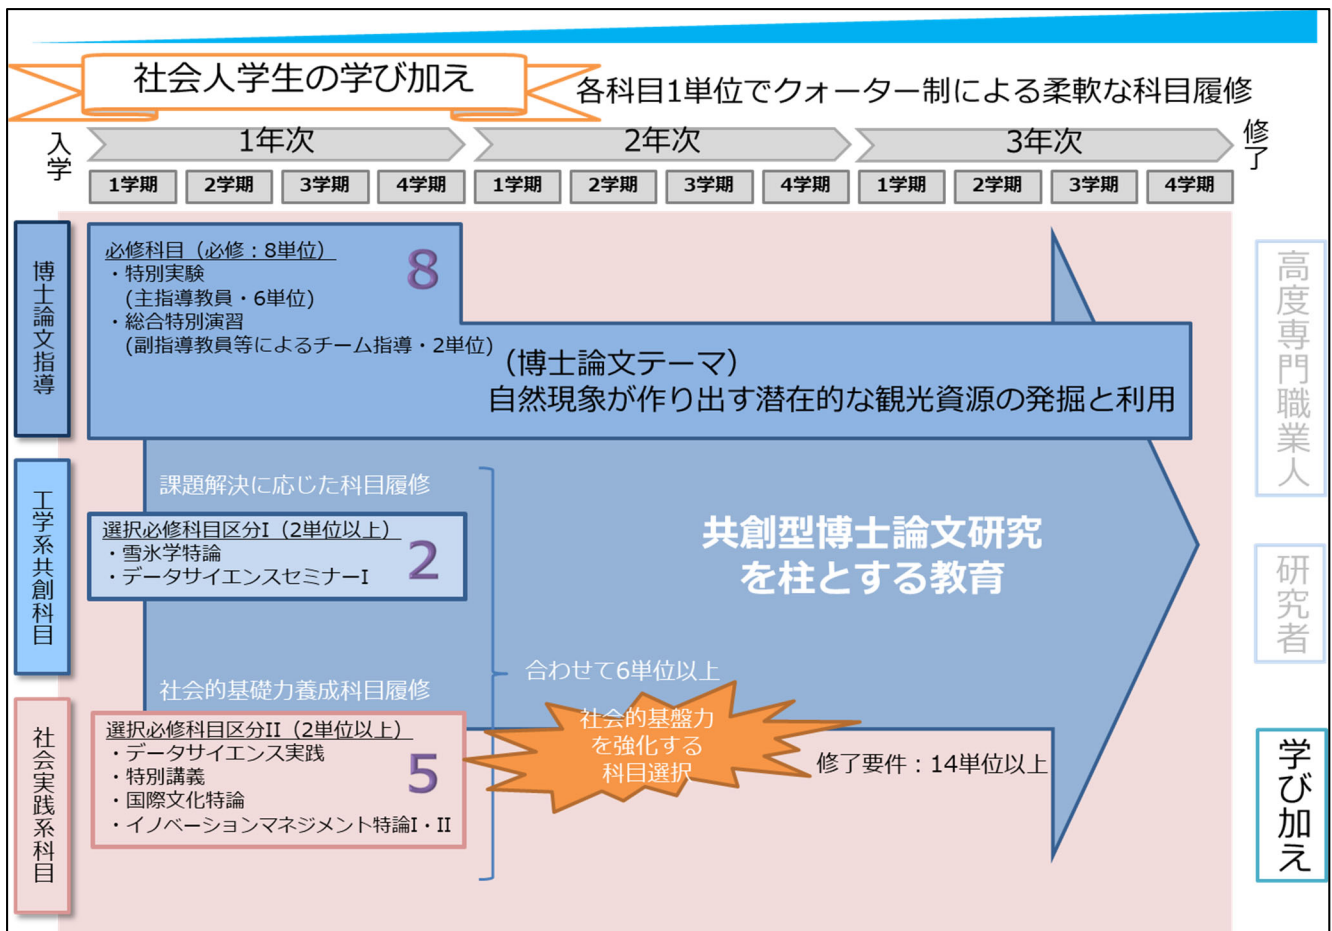 社会人学生の学び加え
各科目1単位でクォーター制による柔軟な科目履修
入学
1年次
2年次
3年次
修了
1学期
2学期
3学期
4学期
1学期
2学期
3学期
4学期
1学期
2学期
3学期
4学期
博士論文指導
必修科目（必修：8単位）
・特別実験
(主指導教員・6単位)
・総合特別演習
(副指導教員等によるチーム指導・2単位)
8
（博士論文テーマ）
自然現象が作り出す潜在的な観光資源の発掘と利用
工学系共創科目
課題解決に応じた科目履修
選択必修科目区分I（2単位以上）
・雪氷学特論
・データサイエンスセミナーI
2
共創型博士論文研究
を柱とする教育
合わせて6単位以上
社会実践系科目
社会的基礎力養成科目履修
選択必修科目区分II（2単位以上）
・データサイエンス実践
・特別講義
・国際文化特論
・イノベーションマネジメント特論I・II
5
社会的基盤力
を強化する
科目選択
修了要件：14単位以上
高度専門職業人
研究者
学び加え